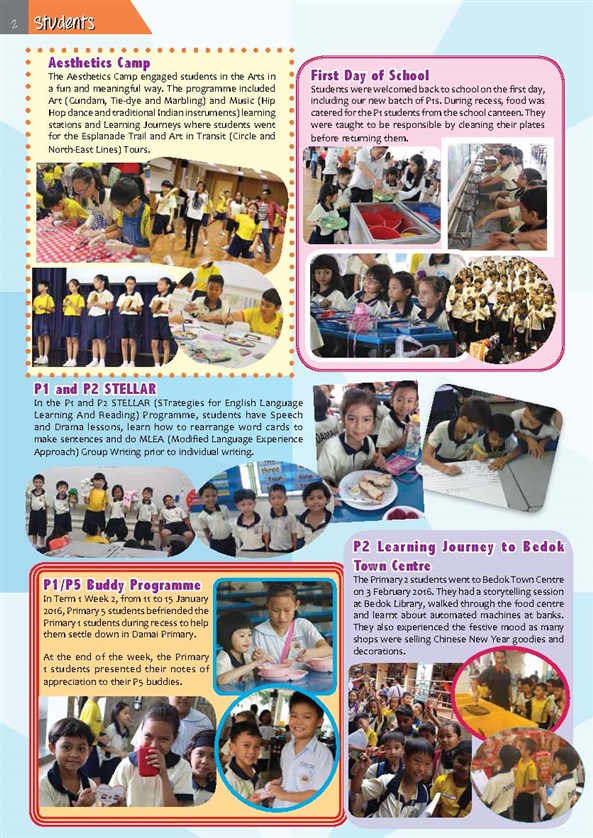 2
Students
Aesthetics Camp
The Aesthetics Camp engaged students in the Arts in
a fun and meaningful way. The programme included
Art (Gundam, Tie-dye and Marbling) and Music (Hip
Hop dance and traditional Indian instruments) learning
stations and Learning Journeys where students went
for the Esplanade Trail and Art in Transit (Circle and
North-East Lines) Tours.
First Day of School
Students were welcomed back to school on the first day,
including our new batch of P1s. During recess, food was
catered for the P1 students from the school canteen. They
were taught to be responsible by cleaning their plates
before returning them.
P1 and P2 STELLAR
In the P1 and P2 STELLAR (STrategies for English Language
Learning And Reading) Programme, students have Speech
and Drama lessons, learn how to rearrange word cards to
make sentences and do MLEA (Modified Language Experience
Approach) Group Writing prior to individual writing.
P1/P5 Buddy Programme
In Term 1 Week 2, from 11 to 15 January
2016, Primary 5 students befriended the
Primary 1 students during recess to help
them settle down in Damai Primary.
At the end of the week, the Primary
1 students presented their notes of
appreciation to their P5 buddies.
P2 Learning Journey to Bedok
Town Centre
The Primary 2 students went to Bedok Town Centre
on 3 February 2016. They had a storytelling session
at Bedok Library, walked through the food centre
and learnt about automated machines at banks.
They also experienced the festive mood as many
shops were selling Chinese New Year goodies and
decorations.